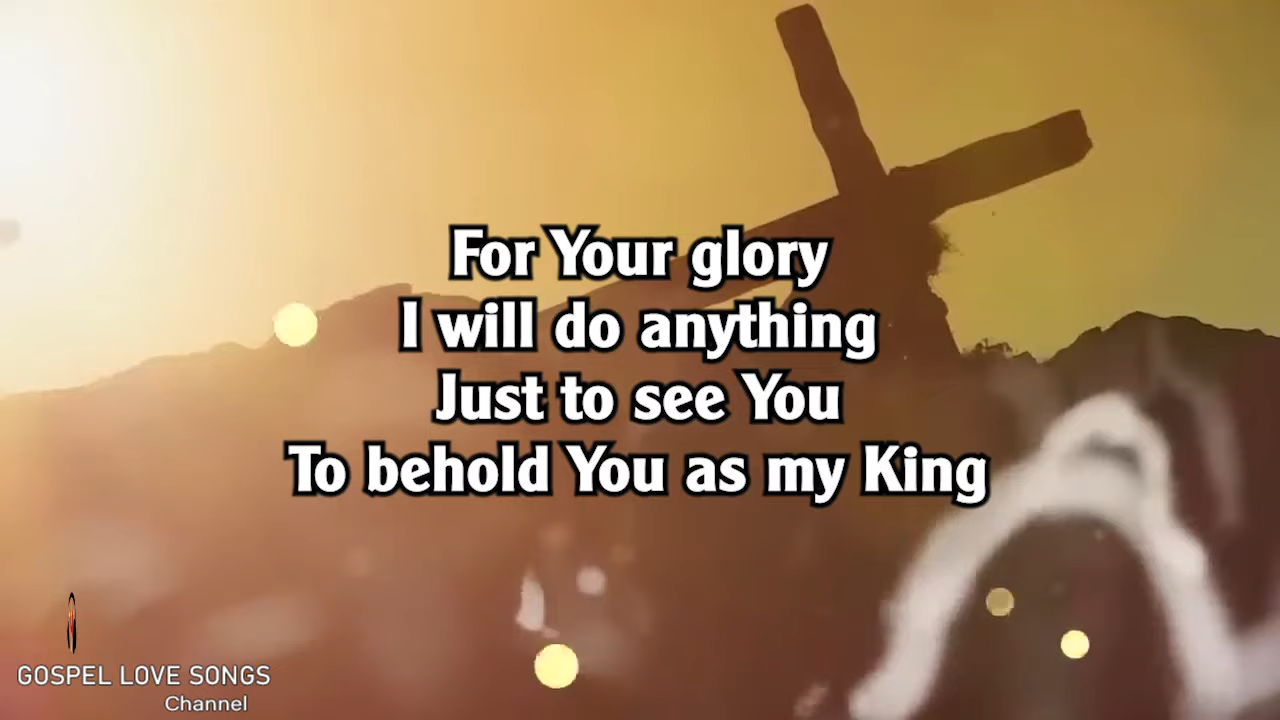 For Your glory
I will do anything
Just to see You
To behold You as my King
GOSPEL LOVE SONGS
Channel